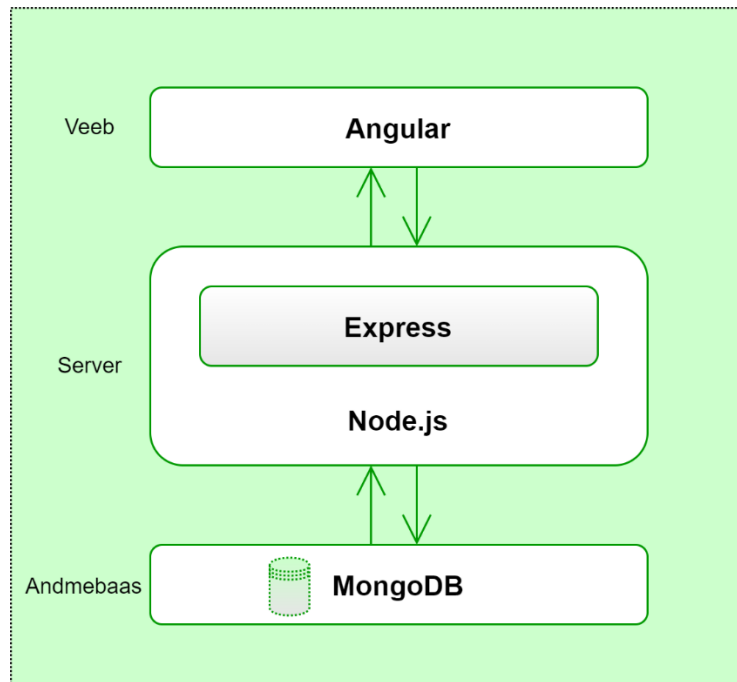 Veeb
Angular
Express
Server
Node.js
Andmebaas
MongoDB